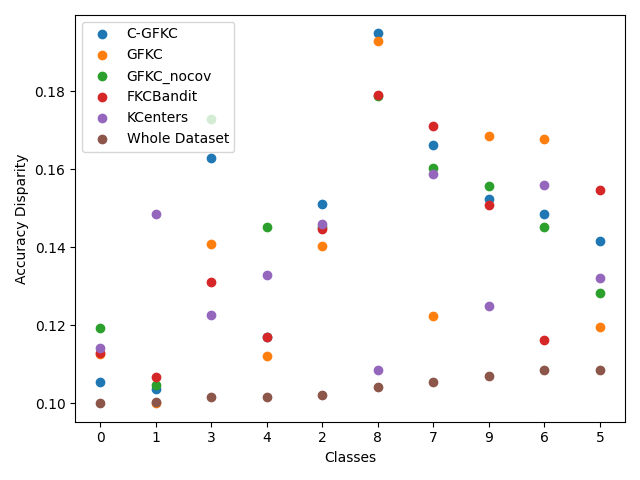 C-GFKC
GFKC
GFKC_nocov
FKCBandit
KCenters
Whole Dataset
0.18
0.16
0.14
0.12
0.10
Accuracy Disparity
0 1 3 4 2 8 7 9 6 5
Classes